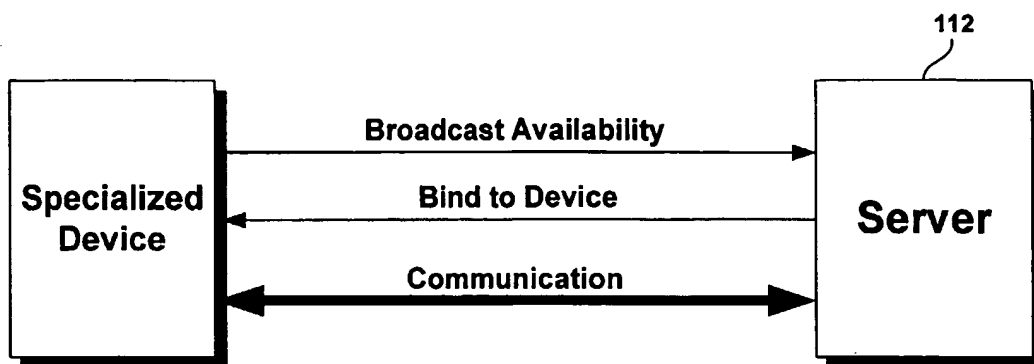 112
Broadcast Availability
Specialized
Device
Bind to Device
Server
Communication